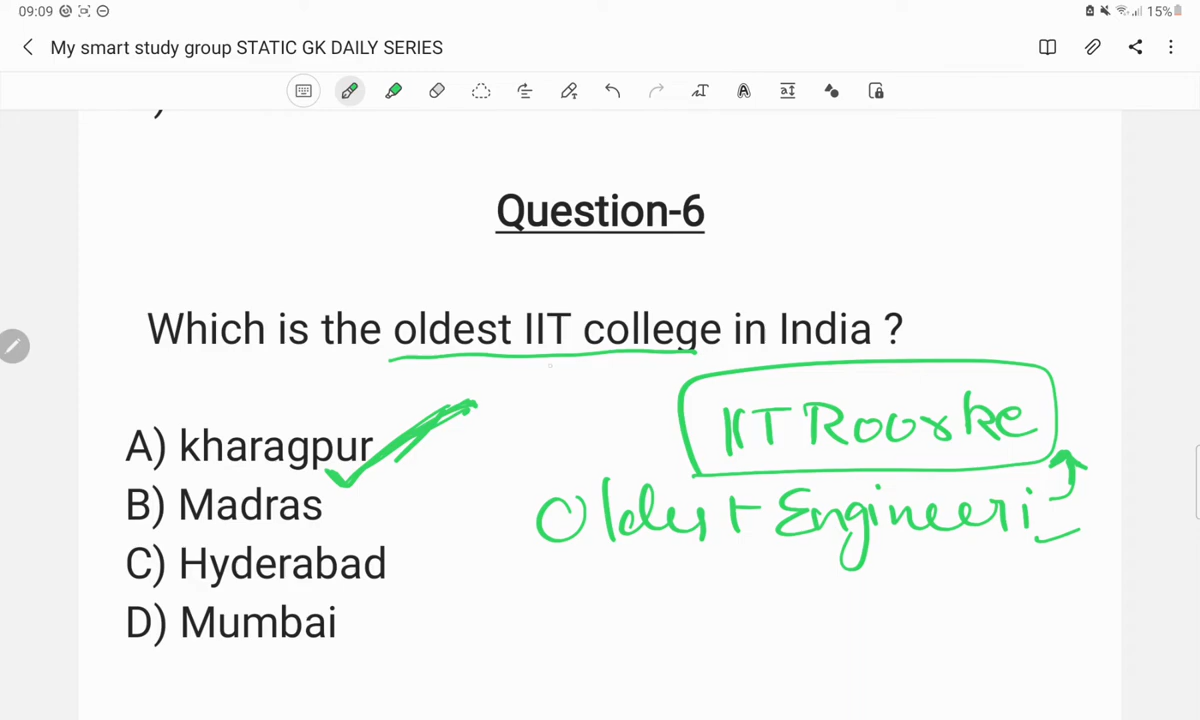 09:09 15%
My smart study group STATIC GK DAILY SERIES
Question-6
Which is the oldest IIT college in India ?
IIT Roorke
A) kharagpur
B) Madras
Oldest Engineeri
C) Hyderabad
D) Mumbai